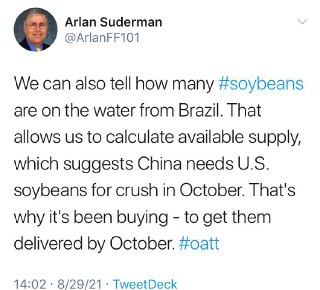 Arlan Suderman
@ArlanFF101
We can also tell how many #soybeans
are on the water from Brazil. That
allows us to calculate available supply,
which suggests China needs U.S.
soybeans for crush in October. That's
why it's been buying - to get them
delivered by October. #oatt
14:02 · 8/29/21 · TweetDeck